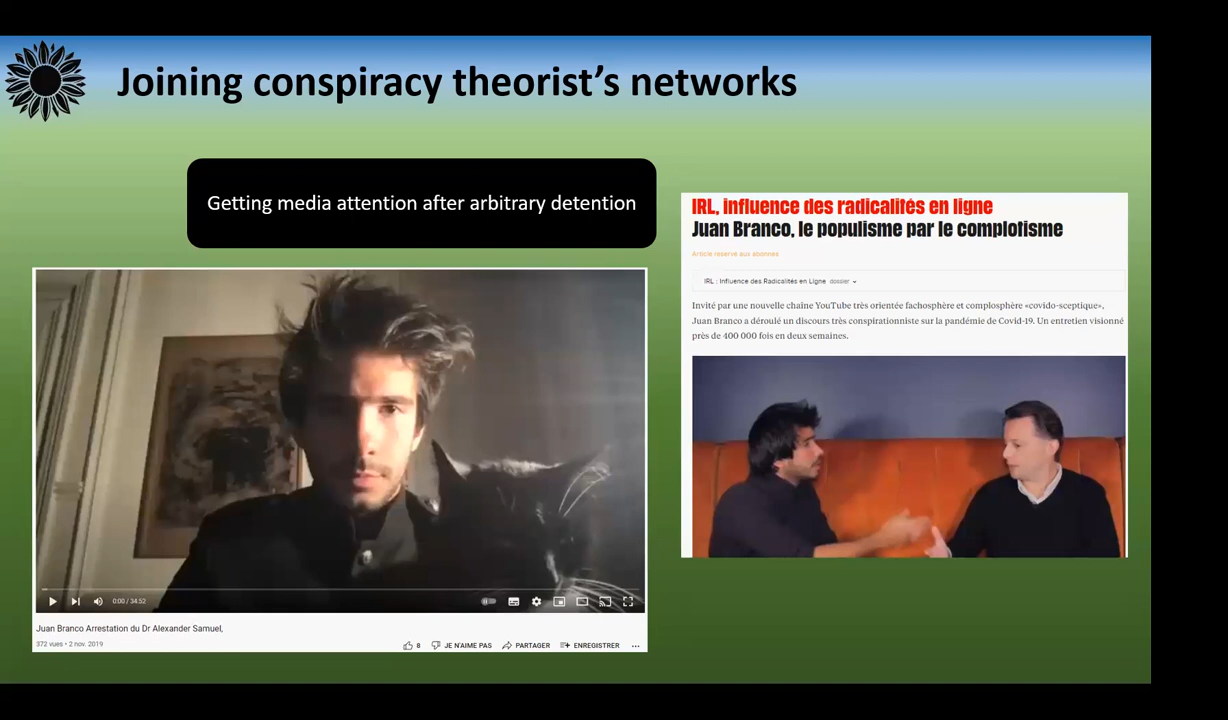 Joining conspiracy theorist’s networks
Getting media attention after arbitrary detention
IRL, influence des radicalités en ligne
Juan Branco, le populisme par le complotisme
Article réservé aux abonnés
IRL : Influence des Radicalités en Ligne dossier
Invité par une nouvelle chaîne YouTube très orientée fachosphère et complosphère «covido-sceptique»,
Juan Branco a déroulé un discours très conspirationniste sur la pandémie de Covid-19. Un entretien visionné
près de 400 000 fois en deux semaines.
0:00 / 34:52
Juan Branco Arrestation du Dr Alexander Samuel,
372 vues • 2 nov. 2019
8 JE N'AIME PAS PARTAGER ENREGISTRER